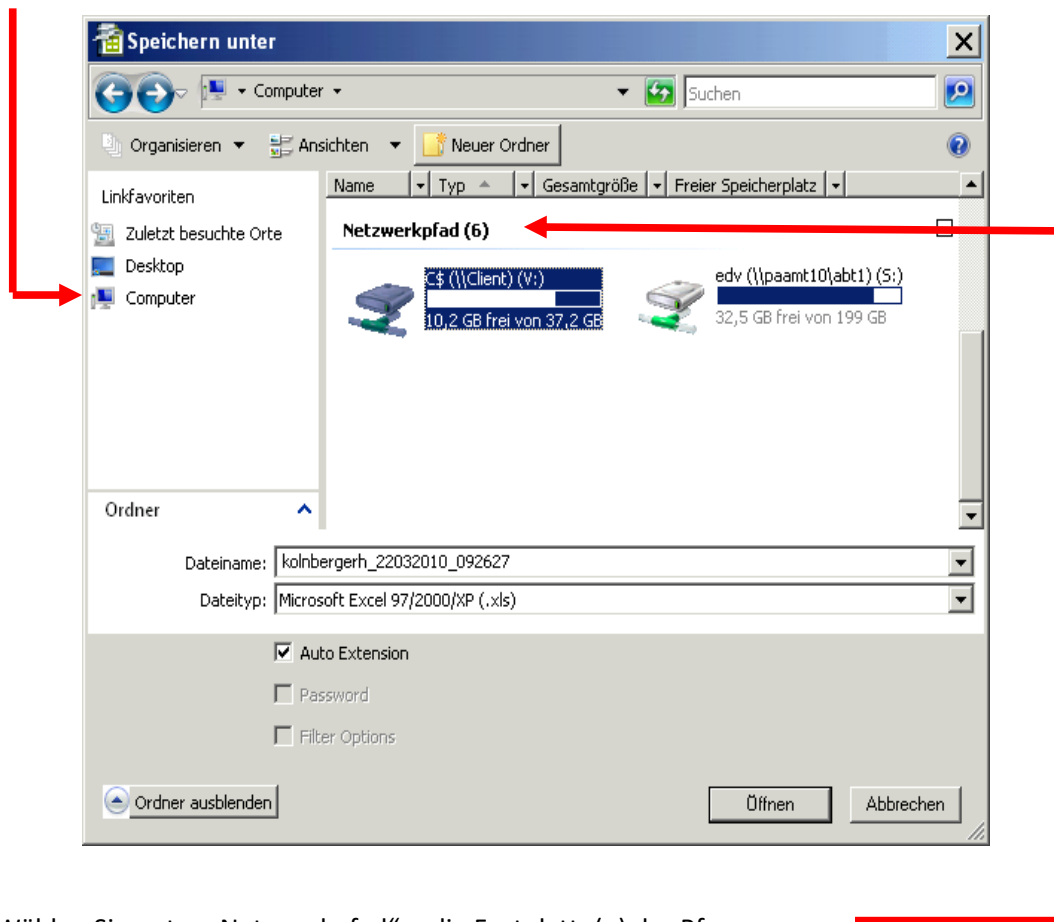 Speichern unter
Computer
Suchen
Organisieren
Ansichten
Neuer Ordner
Linkfavoriten
Zuletzt besuchte Orte
Desktop
Computer
Ordner
Name Typ Gesamtgröße Freier Speicherplatz
Netzwerkpfad (6)
C$ (\\Client) (V:)
10,2 GB frei von 37,2 GB
edv (\\paamt10\abt1) (S:)
32,5 GB frei von 199 GB
Dateiname: kolnbergerh_22032010_092627
Dateityp: Microsoft Excel 97/2000/XP (.xls)
Auto Extension
Password
Filter Options
Ordner ausblenden
Öffnen
Abbrechen